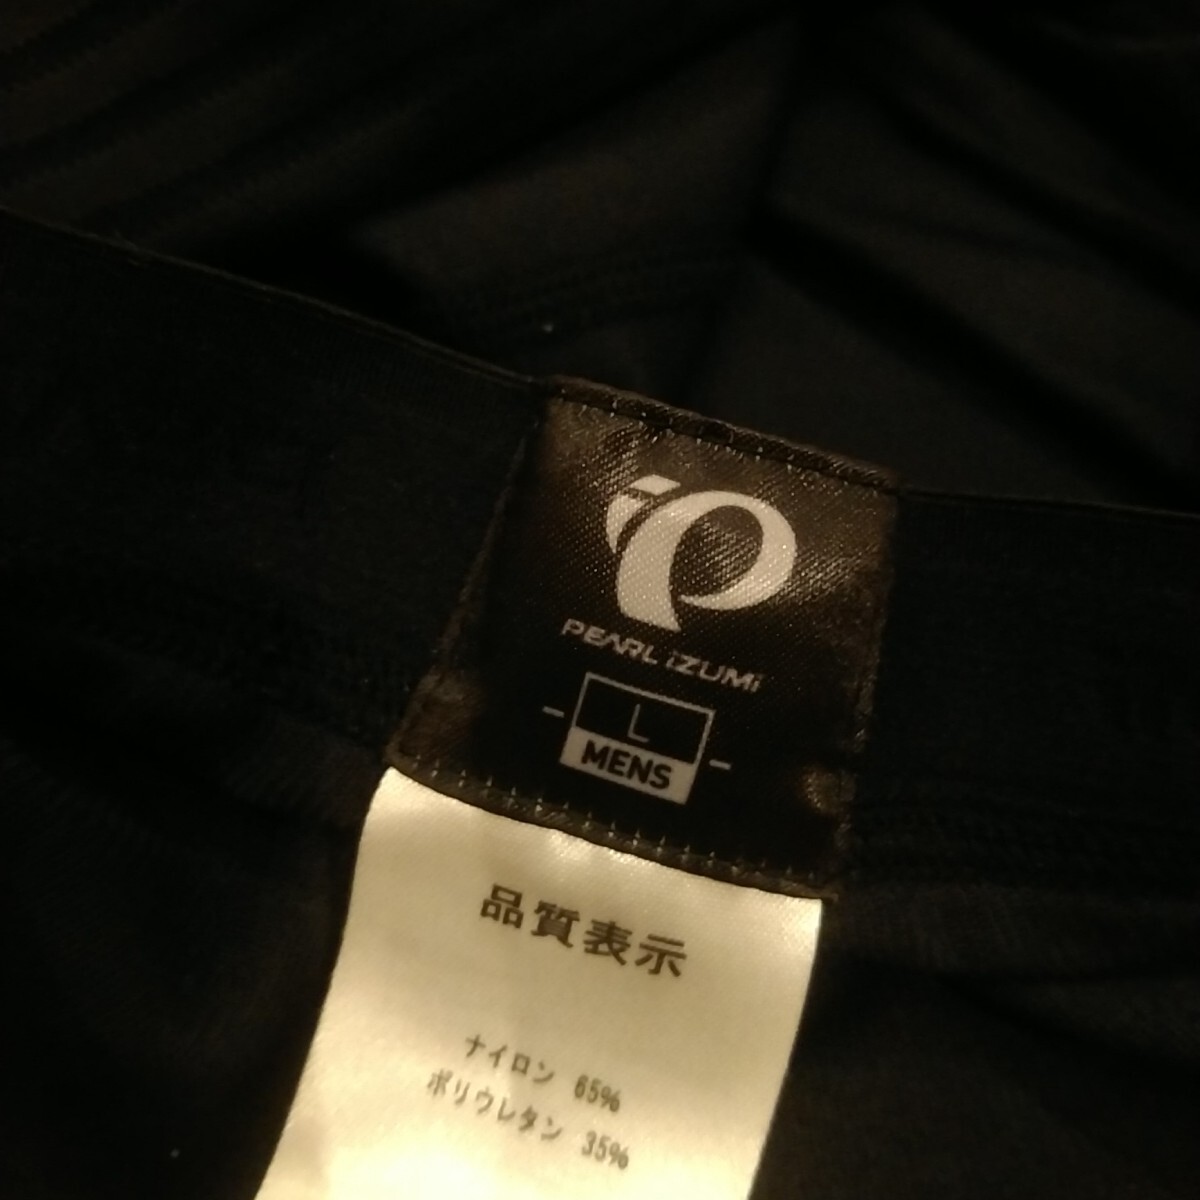 PEARL iZUMi
L
MENS
品質表示
ナイロン 65%
ポリウレタン 35%